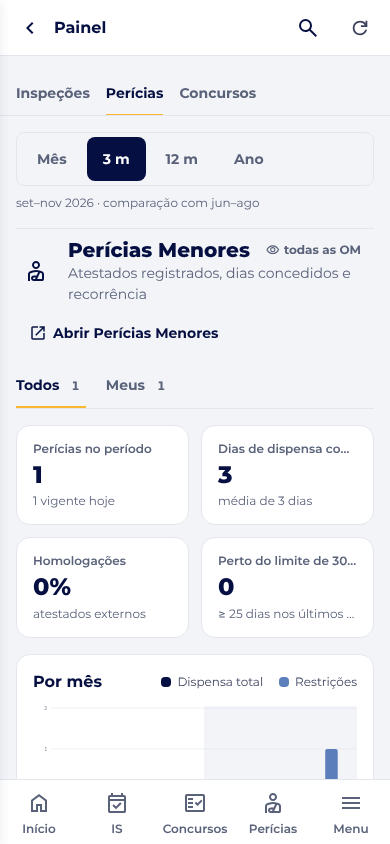 Painel
Inspeções Perícias Concursos
Mês 3 m 12 m Ano
set–nov 2026 · comparação com jun–ago
Perícias Menores todas as OM
Atestados registrados, dias concedidos e
recorrência
Abrir Perícias Menores
Todos 1 Meus 1
Perícias no período
1
1 vigente hoje
Dias de dispensa co...
3
média de 3 dias
Homologações
0%
atestados externos
Perto do limite de 30...
0
≥ 25 dias nos últimos ...
Por mês Dispensa total Restrições
2
1
Início IS Concursos Perícias Menu